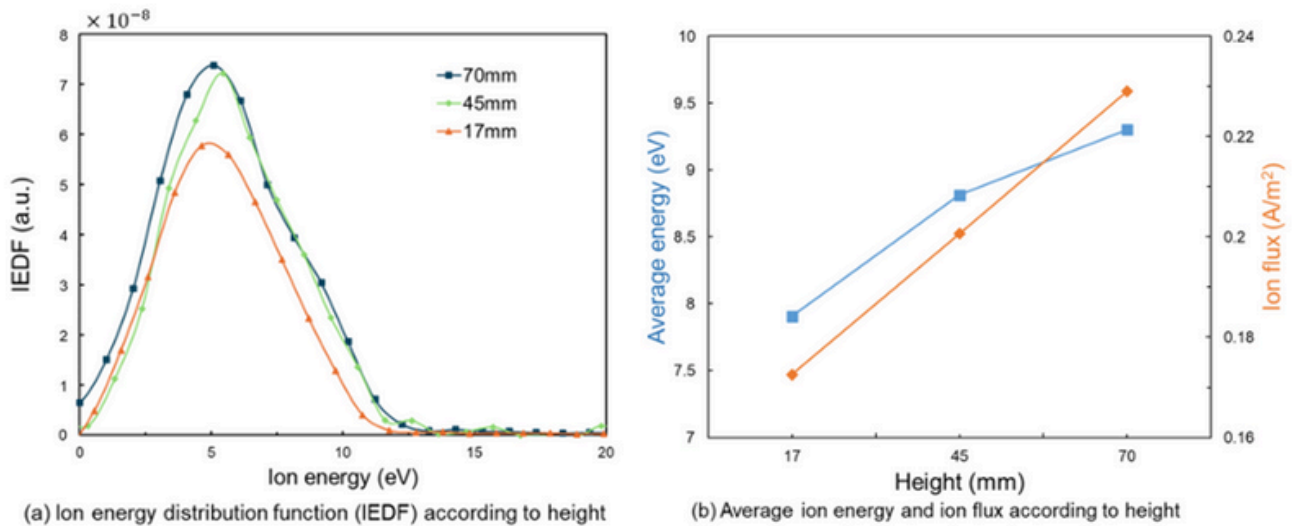 × 10⁻⁸
8
7
6
5
4
3
2
1
0
IEDF (a.u.)
70mm
45mm
17mm
0 5 10 15 20
Ion energy (eV)
(a) Ion energy distribution function (IEDF) according to height
10
9.5
9
8.5
8
7.5
7
Average energy (eV)
0.24
0.22
0.2
0.18
0.16
Ion flux (A/m²)
17 45 70
Height (mm)
(b) Average ion energy and ion flux according to height